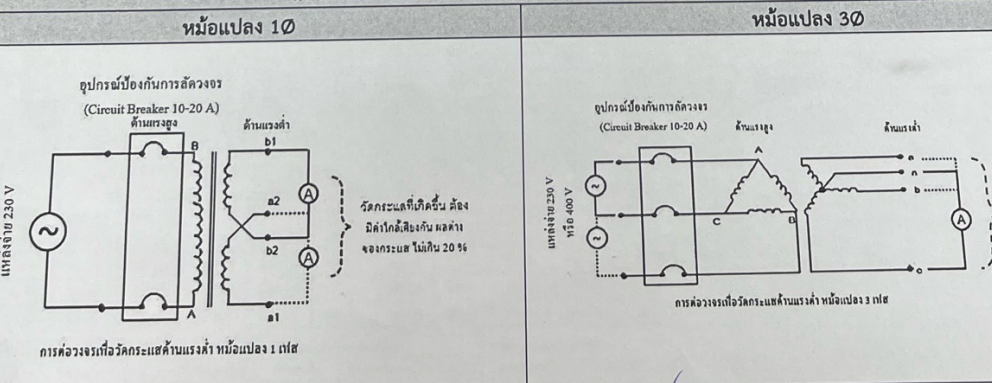 หม้อแปลง 1Ø
อุปกรณ์ป้องกันการลัดวงจร
(Circuit Breaker 10-20 A)
ด้านแรงสูง
ด้านแรงต่ำ
แหล่งจ่าย 230 V
B
A
b1
a2
b2
a1
A
A
วัดกระแสที่เกิดขึ้น ต้อง
มีค่าใกล้เคียงกัน ผลต่าง
ของกระแส ไม่เกิน 20 %
การต่อวงจรเพื่อวัดกระแสด้านแรงต่ำ หม้อแปลง 1 เฟส
หม้อแปลง 3Ø
อุปกรณ์ป้องกันการลัดวงจร
(Circuit Breaker 10-20 A)
ด้านแรงสูง
ด้านแรงต่ำ
แหล่งจ่าย 230 V
หรือ 400 V
A
C
B
a
n
b
c
A
การต่อวงจรเพื่อวัดกระแสด้านแรงต่ำ หม้อแปลง 3 เฟส